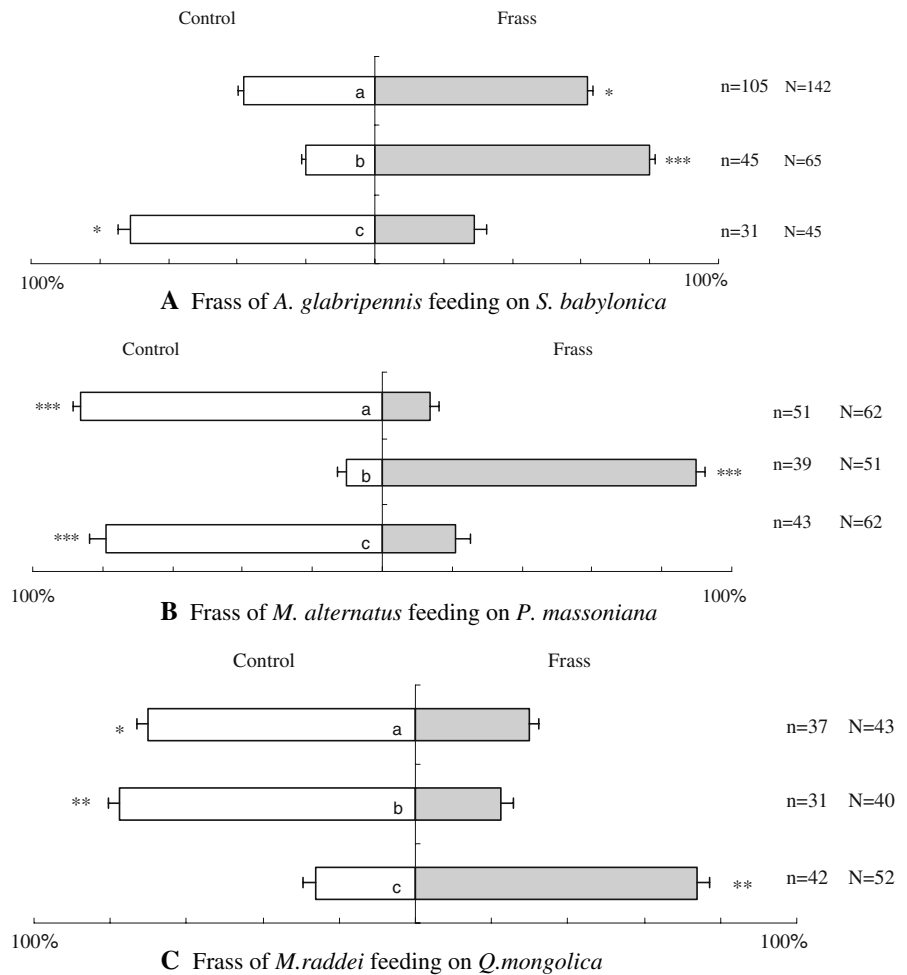 Control Frass
a * n=105 N=142
b *** n=45 N=65
* c n=31 N=45
100% 100%
A Frass of A. glabripennis feeding on S. babylonica
Control Frass
*** a n=51 N=62
b *** n=39 N=51
*** c n=43 N=62
100% 100%
B Frass of M. alternatus feeding on P. massoniana
Control Frass
* a n=37 N=43
** b n=31 N=40
c ** n=42 N=52
100% 100%
C Frass of M.raddei feeding on Q.mongolica